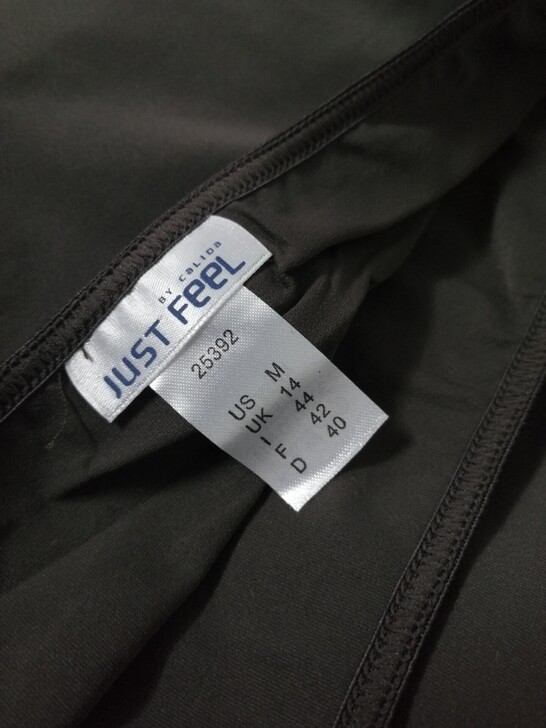 BY CALIDA
JUST FEEL
25392
US M
UK 14
I 44
F 42
D 40